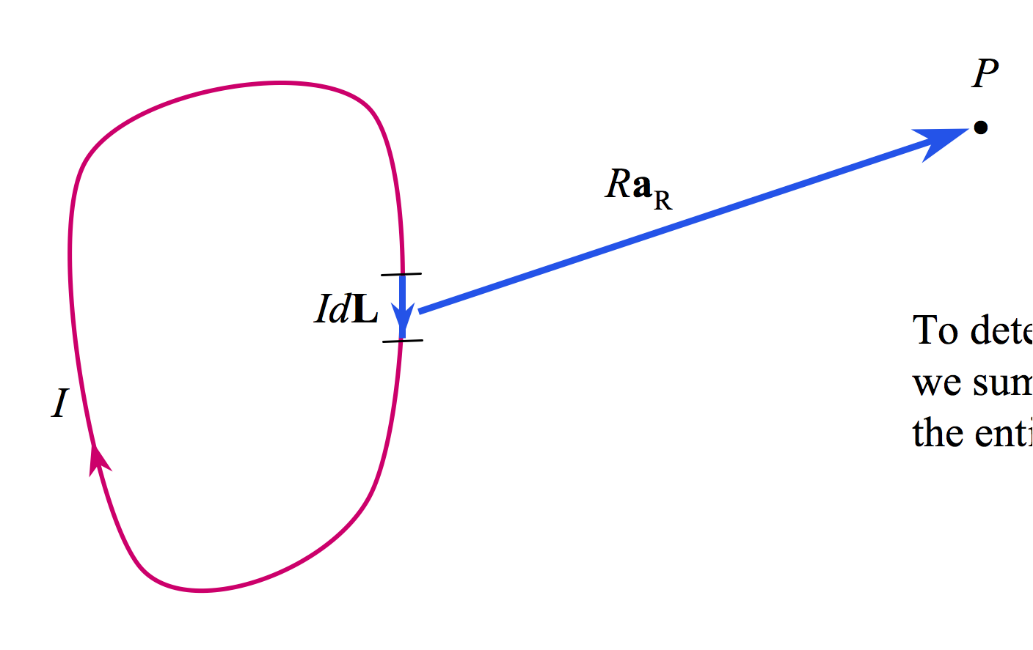 P
Ra_R
IdL
To dete
we sum
I
the enti